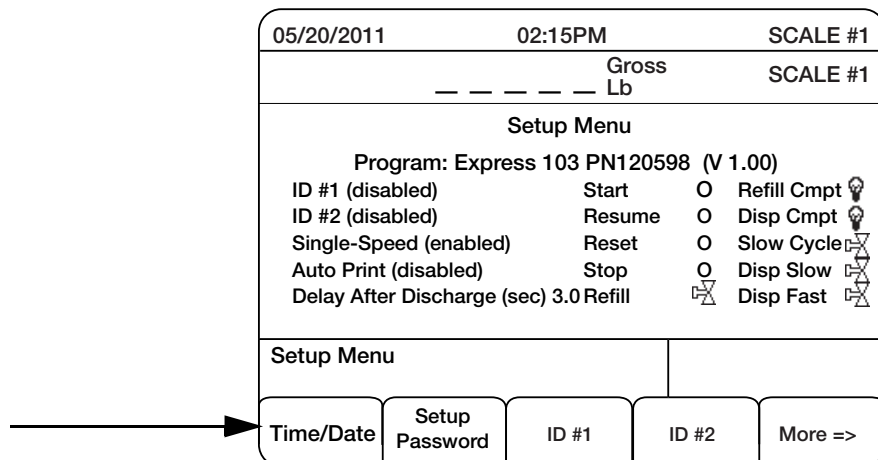 05/20/2011 02:15PM SCALE #1
Gross SCALE #1
_ _ _ _ _ Lb
Setup Menu
Program: Express 103 PN120598 (V 1.00)
ID #1 (disabled) Start O Refill Cmpt
ID #2 (disabled) Resume O Disp Cmpt
Single-Speed (enabled) Reset O Slow Cycle
Auto Print (disabled) Stop O Disp Slow
Delay After Discharge (sec) 3.0 Refill Disp Fast
Setup Menu
Time/Date Setup Password ID #1 ID #2 More =>